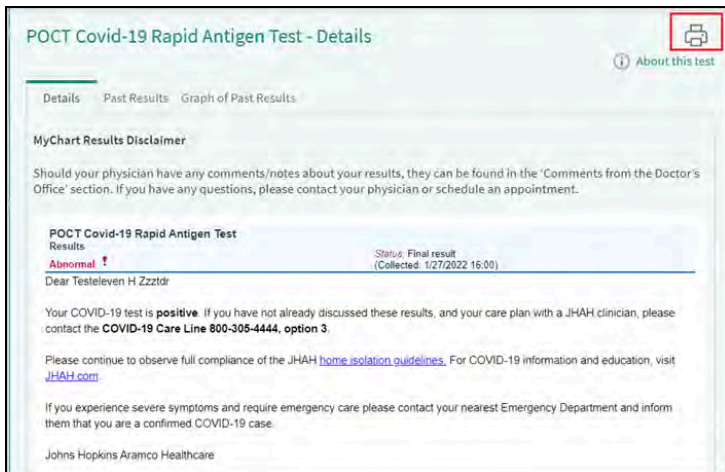 POCT Covid-19 Rapid Antigen Test - Details
About this test
Details Past Results Graph of Past Results
MyChart Results Disclaimer
Should your physician have any comments/notes about your results, they can be found in the 'Comments from the Doctor's
Office' section. If you have any questions, please contact your physician or schedule an appointment.
POCT Covid-19 Rapid Antigen Test
Results
Abnormal ! Status: Final result
(Collected: 1/27/2022 16:00)
Dear Testeleven H Zzztdr
Your COVID-19 test is positive. If you have not already discussed these results, and your care plan with a JHAH clinician, please
contact the COVID-19 Care Line 800-305-4444, option 3.
Please continue to observe full compliance of the JHAH home isolation guidelines. For COVID-19 information and education, visit
JHAH.com.
If you experience severe symptoms and require emergency care please contact your nearest Emergency Department and inform
them that you are a confirmed COVID-19 case.
Johns Hopkins Aramco Healthcare